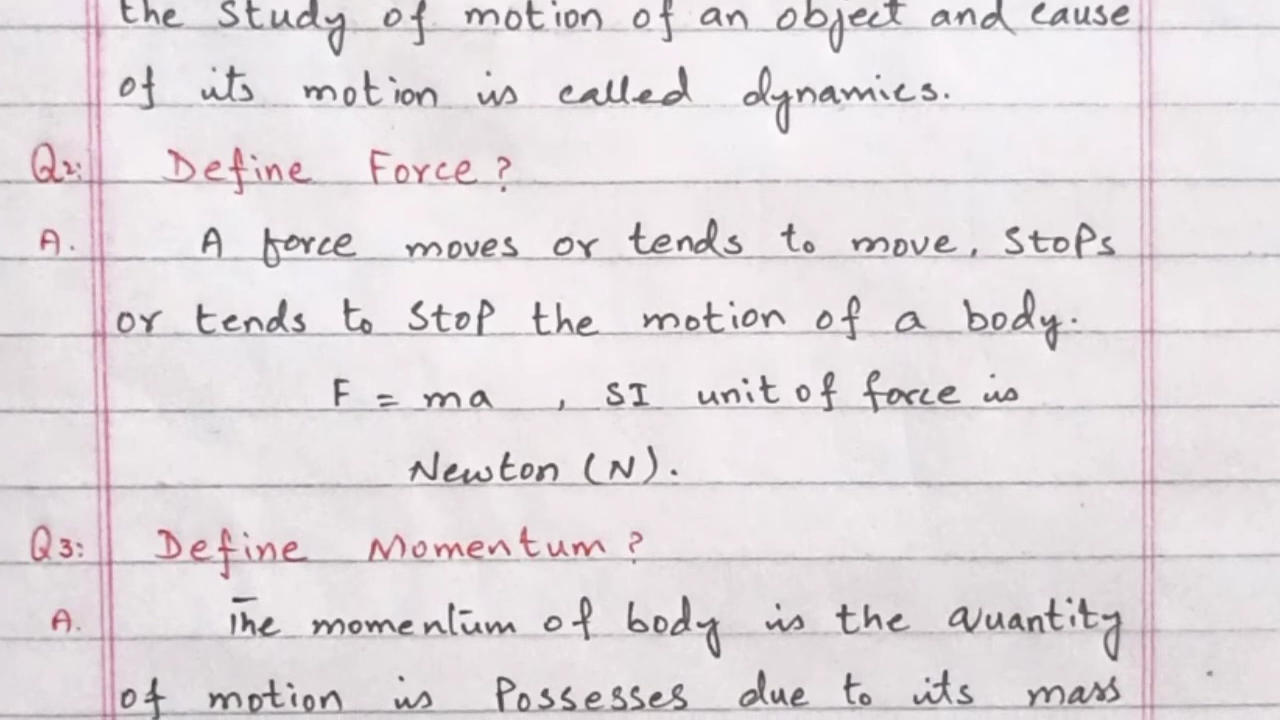 the study of motion of an object and cause
of its motion is called dynamics.
Q2: Define Force?
A. A force moves or tends to move, stops
or tends to stop the motion of a body.
F = ma , SI unit of force is
Newton (N).
Q3: Define Momentum?
A. The momentum of body is the quantity
of motion is Possesses due to its mass